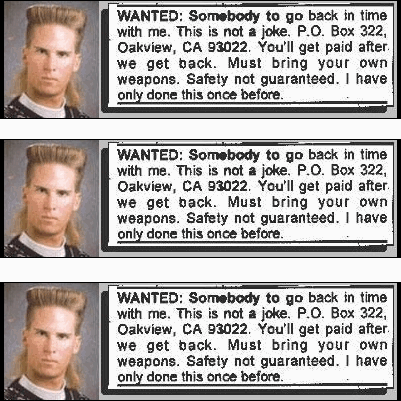 WANTED: Somebody to go back in time
with me. This is not a joke. P.O. Box 322,
Oakview, CA 93022. You'll get paid after
we get back. Must bring your own
weapons. Safety not guaranteed. I have
only done this once before.
WANTED: Somebody to go back in time
with me. This is not a joke. P.O. Box 322,
Oakview, CA 93022. You'll get paid after
we get back. Must bring your own
weapons. Safety not guaranteed. I have
only done this once before.
WANTED: Somebody to go back in time
with me. This is not a joke. P.O. Box 322,
Oakview, CA 93022. You'll get paid after
we get back. Must bring your own
weapons. Safety not guaranteed. I have
only done this once before.